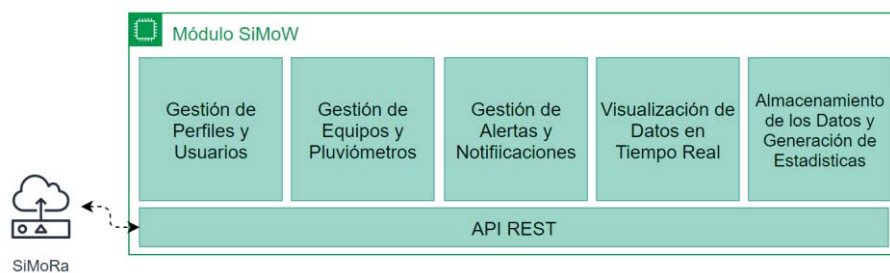 Módulo SiMoW
Gestión de
Perfiles y
Usuarios
Gestión de
Equipos y
Pluviómetros
Gestión de
Alertas y
Notifiicaciones
Visualización de
Datos en
Tiempo Real
Almacenamiento
de los Datos y
Generación de
Estadisticas
API REST
SiMoRa